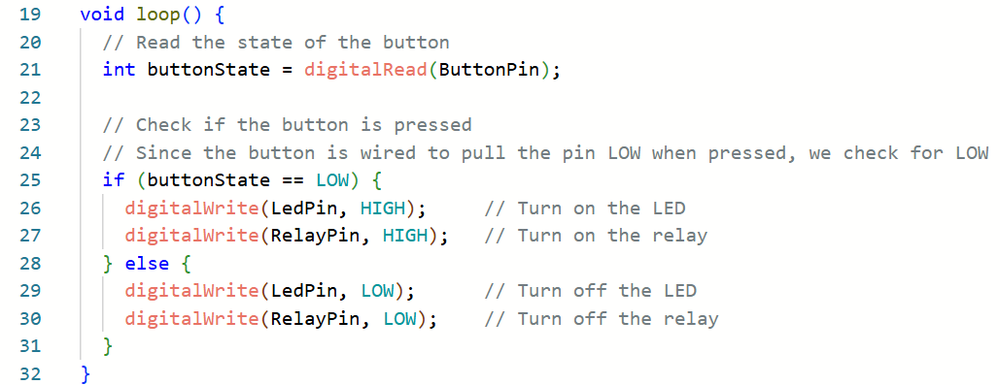 19 void loop() {
20   // Read the state of the button
21   int buttonState = digitalRead(ButtonPin);
22
23   // Check if the button is pressed
24   // Since the button is wired to pull the pin LOW when pressed, we check for LOW
25   if (buttonState == LOW) {
26     digitalWrite(LedPin, HIGH);     // Turn on the LED
27     digitalWrite(RelayPin, HIGH);   // Turn on the relay
28   } else {
29     digitalWrite(LedPin, LOW);      // Turn off the LED
30     digitalWrite(RelayPin, LOW);    // Turn off the relay
31   }
32 }